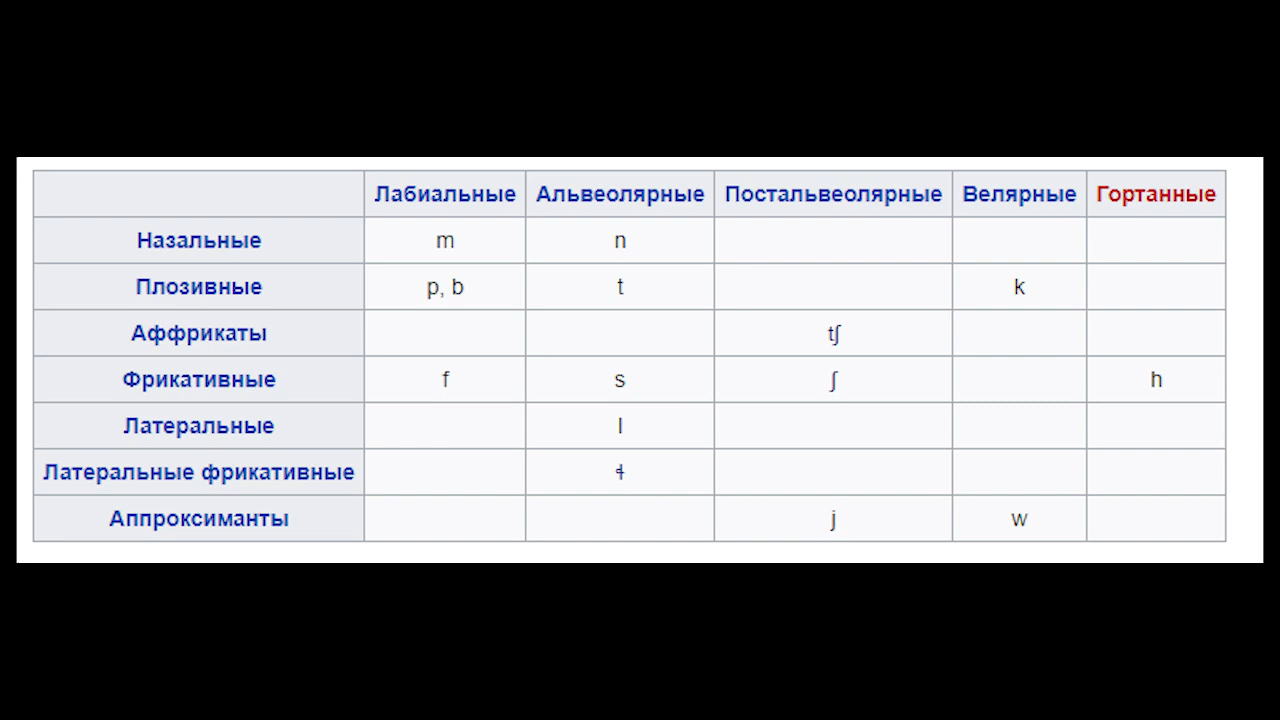 Лабиальные Альвеолярные Постальвеолярные Велярные Гортанные
Назальные m n
Плозивные p, b t k
Аффрикаты tʃ
Фрикативные f s ʃ h
Латеральные l
Латеральные фрикативные ɬ
Аппроксиманты j w